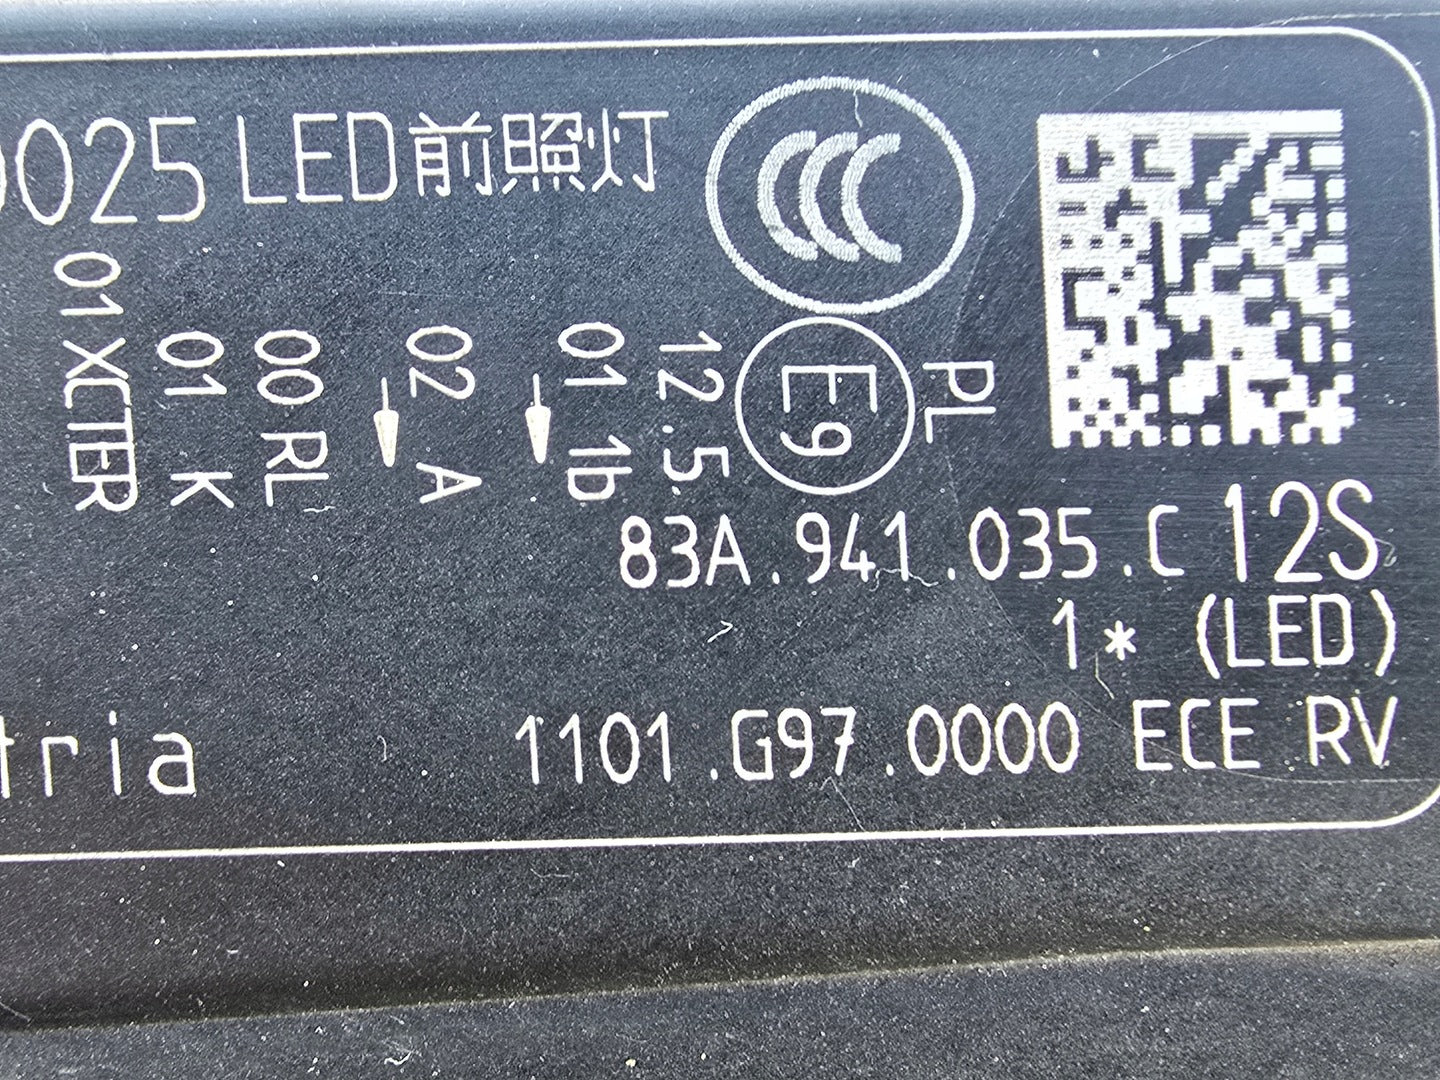 0025 LED前照灯
CCC
PL
E9
12.5.
01 1b
02 A
00 RL
01 K
01 XCTER
83A.941.035.C 12S
1* (LED)
tria 1101.G97.0000 ECE RV